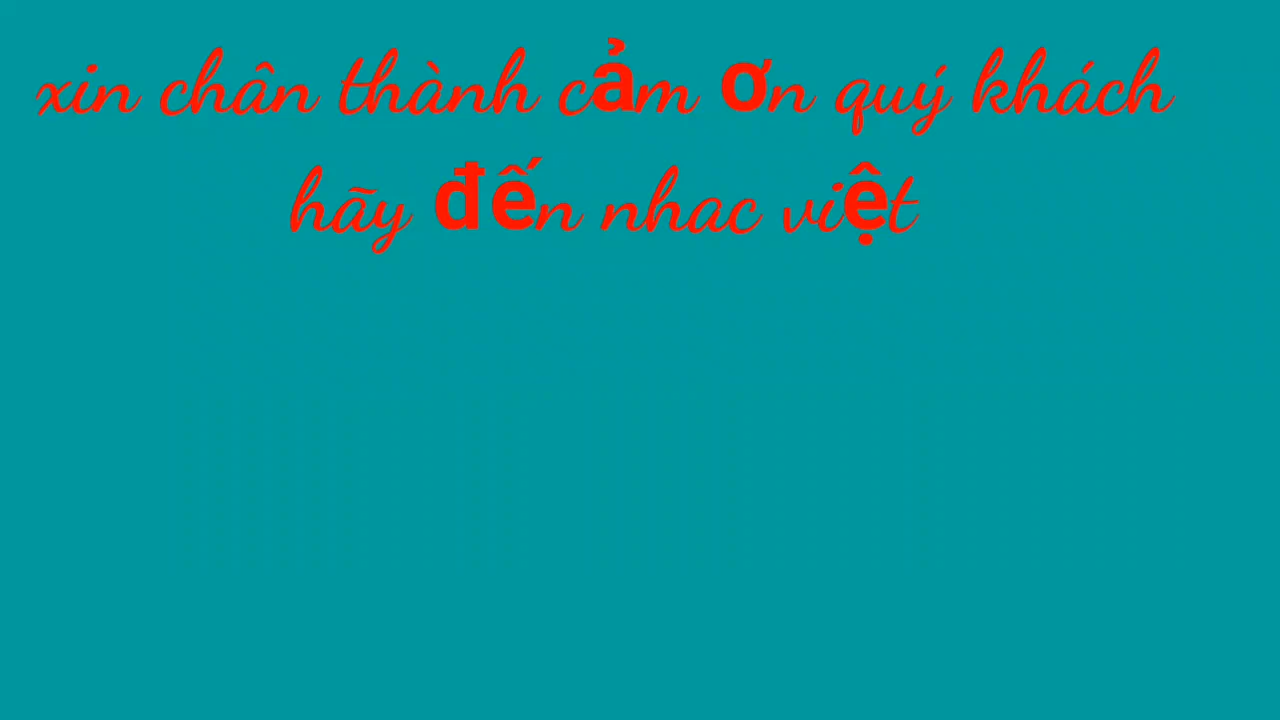 xin chân thành cảm ơn quý khách
hãy đến nhac việt